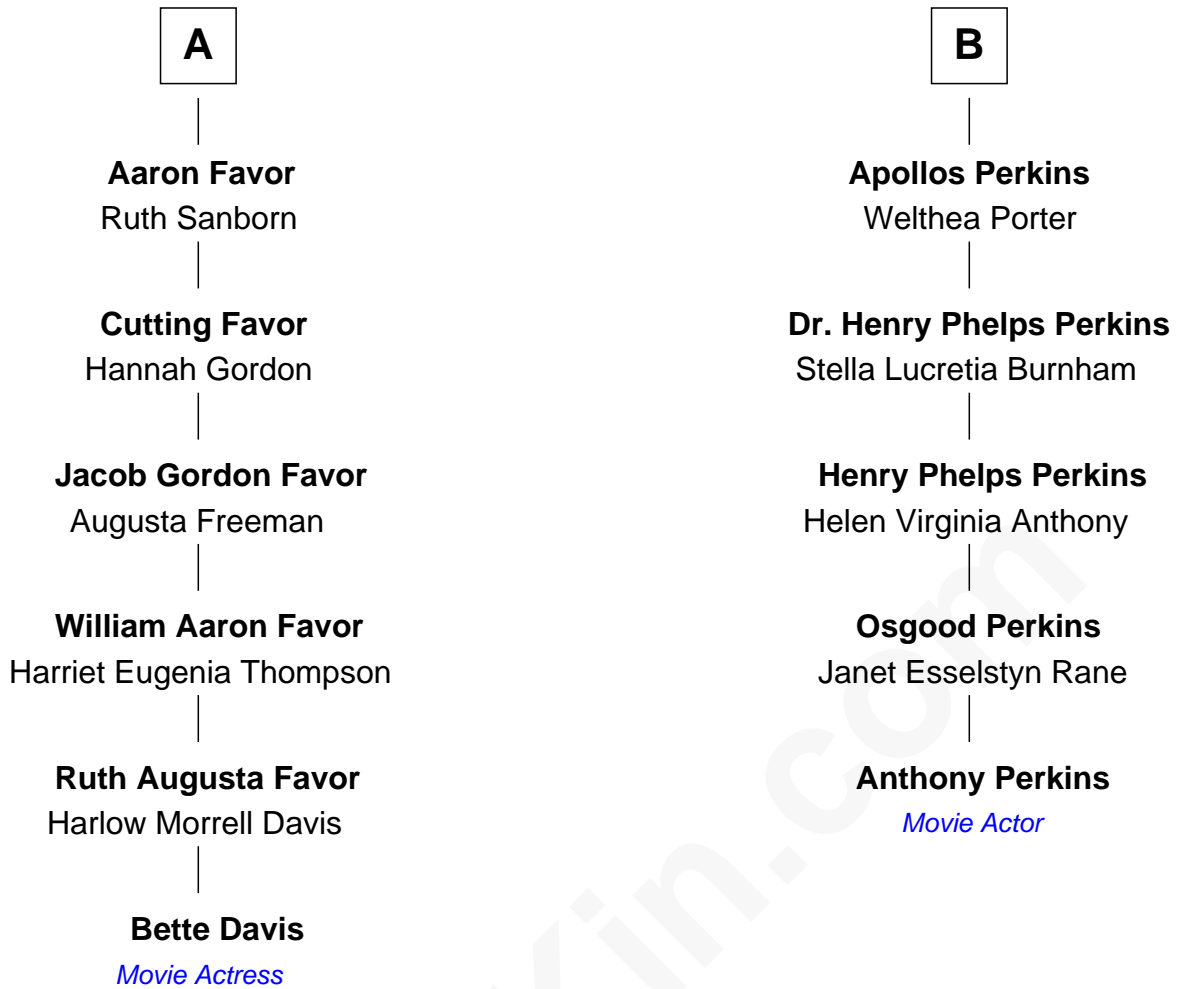 A
Aaron Favor
Ruth Sanborn
Cutting Favor
Hannah Gordon
Jacob Gordon Favor
Augusta Freeman
William Aaron Favor
Harriet Eugenia Thompson
Ruth Augusta Favor
Harlow Morrell Davis
Bette Davis
Movie Actress
B
Apollos Perkins
Welthea Porter
Dr. Henry Phelps Perkins
Stella Lucretia Burnham
Henry Phelps Perkins
Helen Virginia Anthony
Osgood Perkins
Janet Esselstyn Rane
Anthony Perkins
Movie Actor